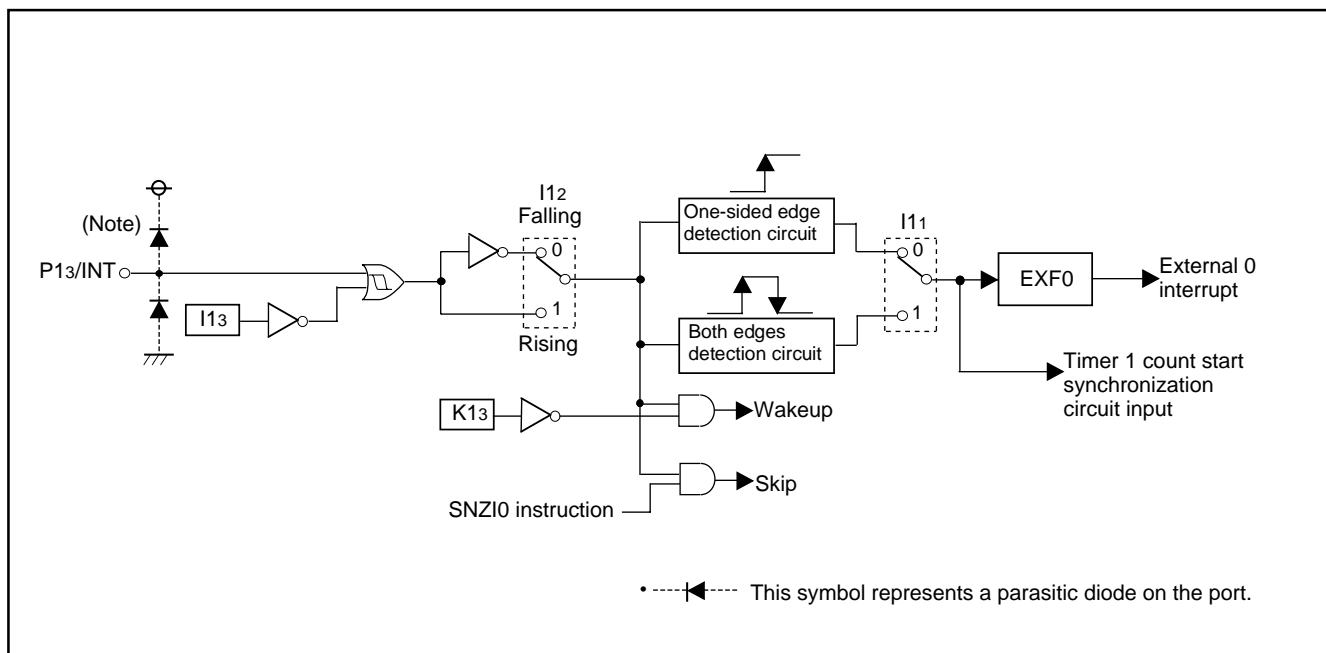 (Note)
P13/INT
I13
I12
Falling
0
1
Rising
One-sided edge
detection circuit
Both edges
detection circuit
I11
0
1
EXF0
External 0
interrupt
Timer 1 count start
synchronization
circuit input
K13
Wakeup
Skip
SNZI0 instruction
• This symbol represents a parasitic diode on the port.